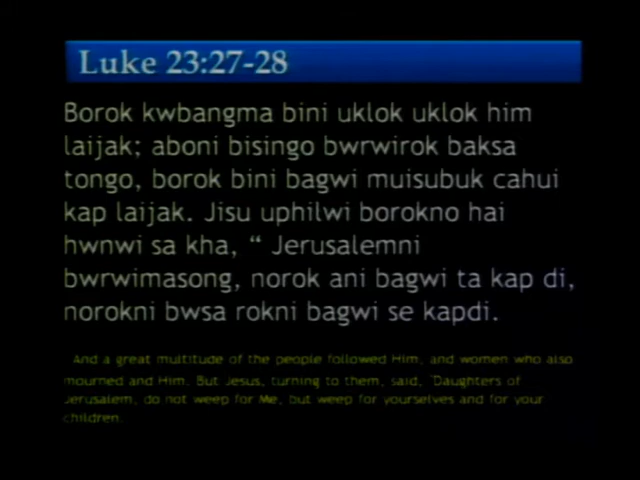 Luke 23:27-28
Borok kwbangma bini uklok uklok him
laijak; aboni bisingo bwrwirok baksa
tongo, borok bini bagwi muisubuk cahui
kap laijak. Jisu uphilwi borokno hai
hwnwi sa kha, “ Jerusalemni
bwrwimasong, norok ani bagwi ta kap di,
norokni bwsa rokni bagwi se kapdi.
And a great multitude of the people followed Him, and women who also
mourned and Him. But Jesus, turning to them, said, "Daughters of
Jerusalem, do not weep for Me, but weep for yourselves and for your
children.